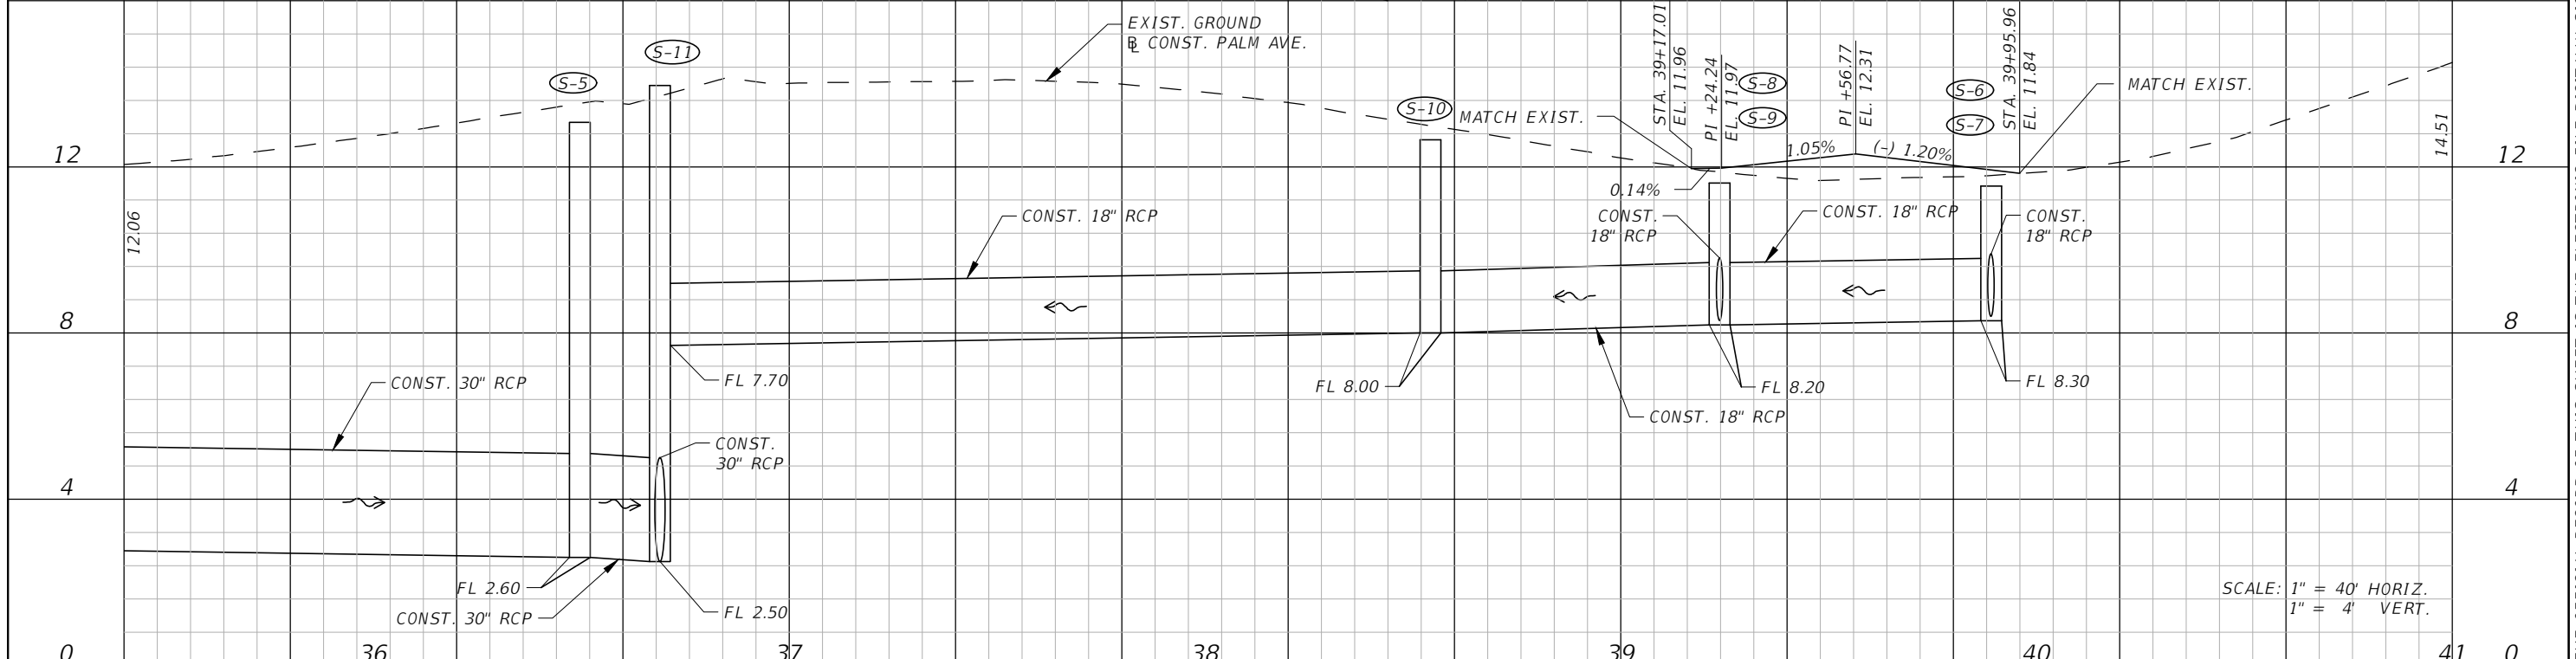 EXIST. GROUND
℄ CONST. PALM AVE.
S-11
S-5
S-10
MATCH EXIST.
STA. 39+17.01
EL. 11.96
PI +24.24
EL. 11.97
S-8
S-9
PI +56.77
EL. 12.31
S-6
S-7
STA. 39+95.96
EL. 11.84
MATCH EXIST.
14.51
12
12
1.05%
(-) 1.20%
0.14%
12.06
CONST. 18" RCP
CONST.
18" RCP
CONST. 18" RCP
CONST.
18" RCP
8
8
CONST. 30" RCP
FL 7.70
FL 8.00
FL 8.20
FL 8.30
CONST. 18" RCP
CONST.
30" RCP
4
4
FL 2.60
CONST. 30" RCP
FL 2.50
SCALE: 1" = 40' HORIZ.
1" = 4' VERT.
0
36
37
38
39
40
41
0